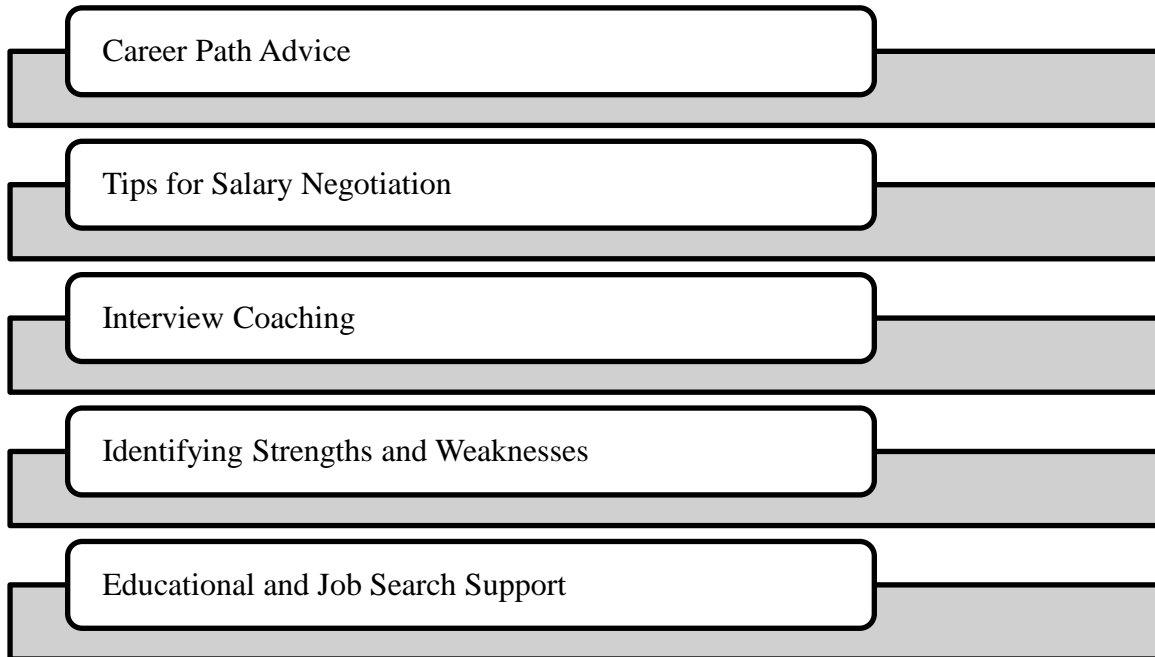 Career Path Advice
Tips for Salary Negotiation
Interview Coaching
Identifying Strengths and Weaknesses
Educational and Job Search Support